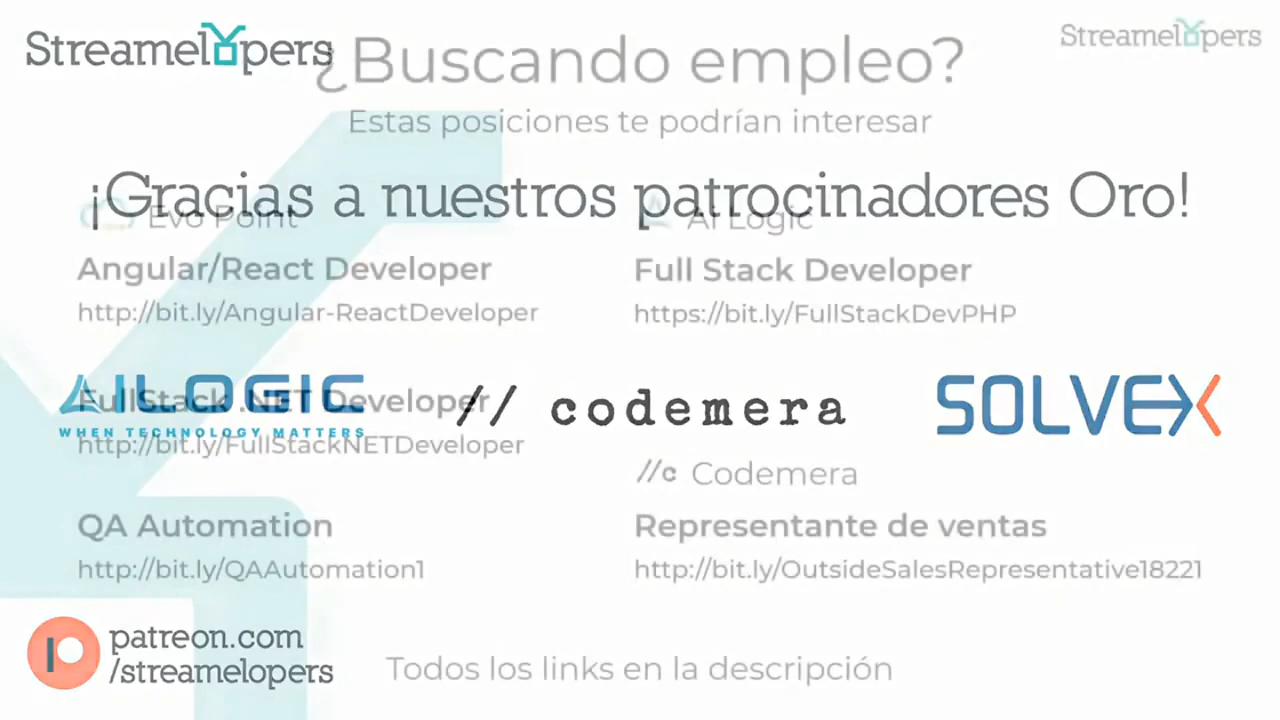 Streamelopers
Streamelopers
¿Buscando empleo?
Estas posiciones te podrían interesar
¡Gracias a nuestros patrocinadores Oro!
Evo Point
Angular/React Developer
http://bit.ly/Angular-ReactDeveloper
FullStack .NET Developer
http://bit.ly/FullStackNETDeveloper
QA Automation
http://bit.ly/QAAutomation1
Ai Logic
Full Stack Developer
https://bit.ly/FullStackDevPHP
//c Codemera
Representante de ventas
http://bit.ly/OutsideSalesRepresentative18221
AILOGIC
WHEN TECHNOLOGY MATTERS
// codemera
SOLVEX
patreon.com
/streamelopers
Todos los links en la descripción